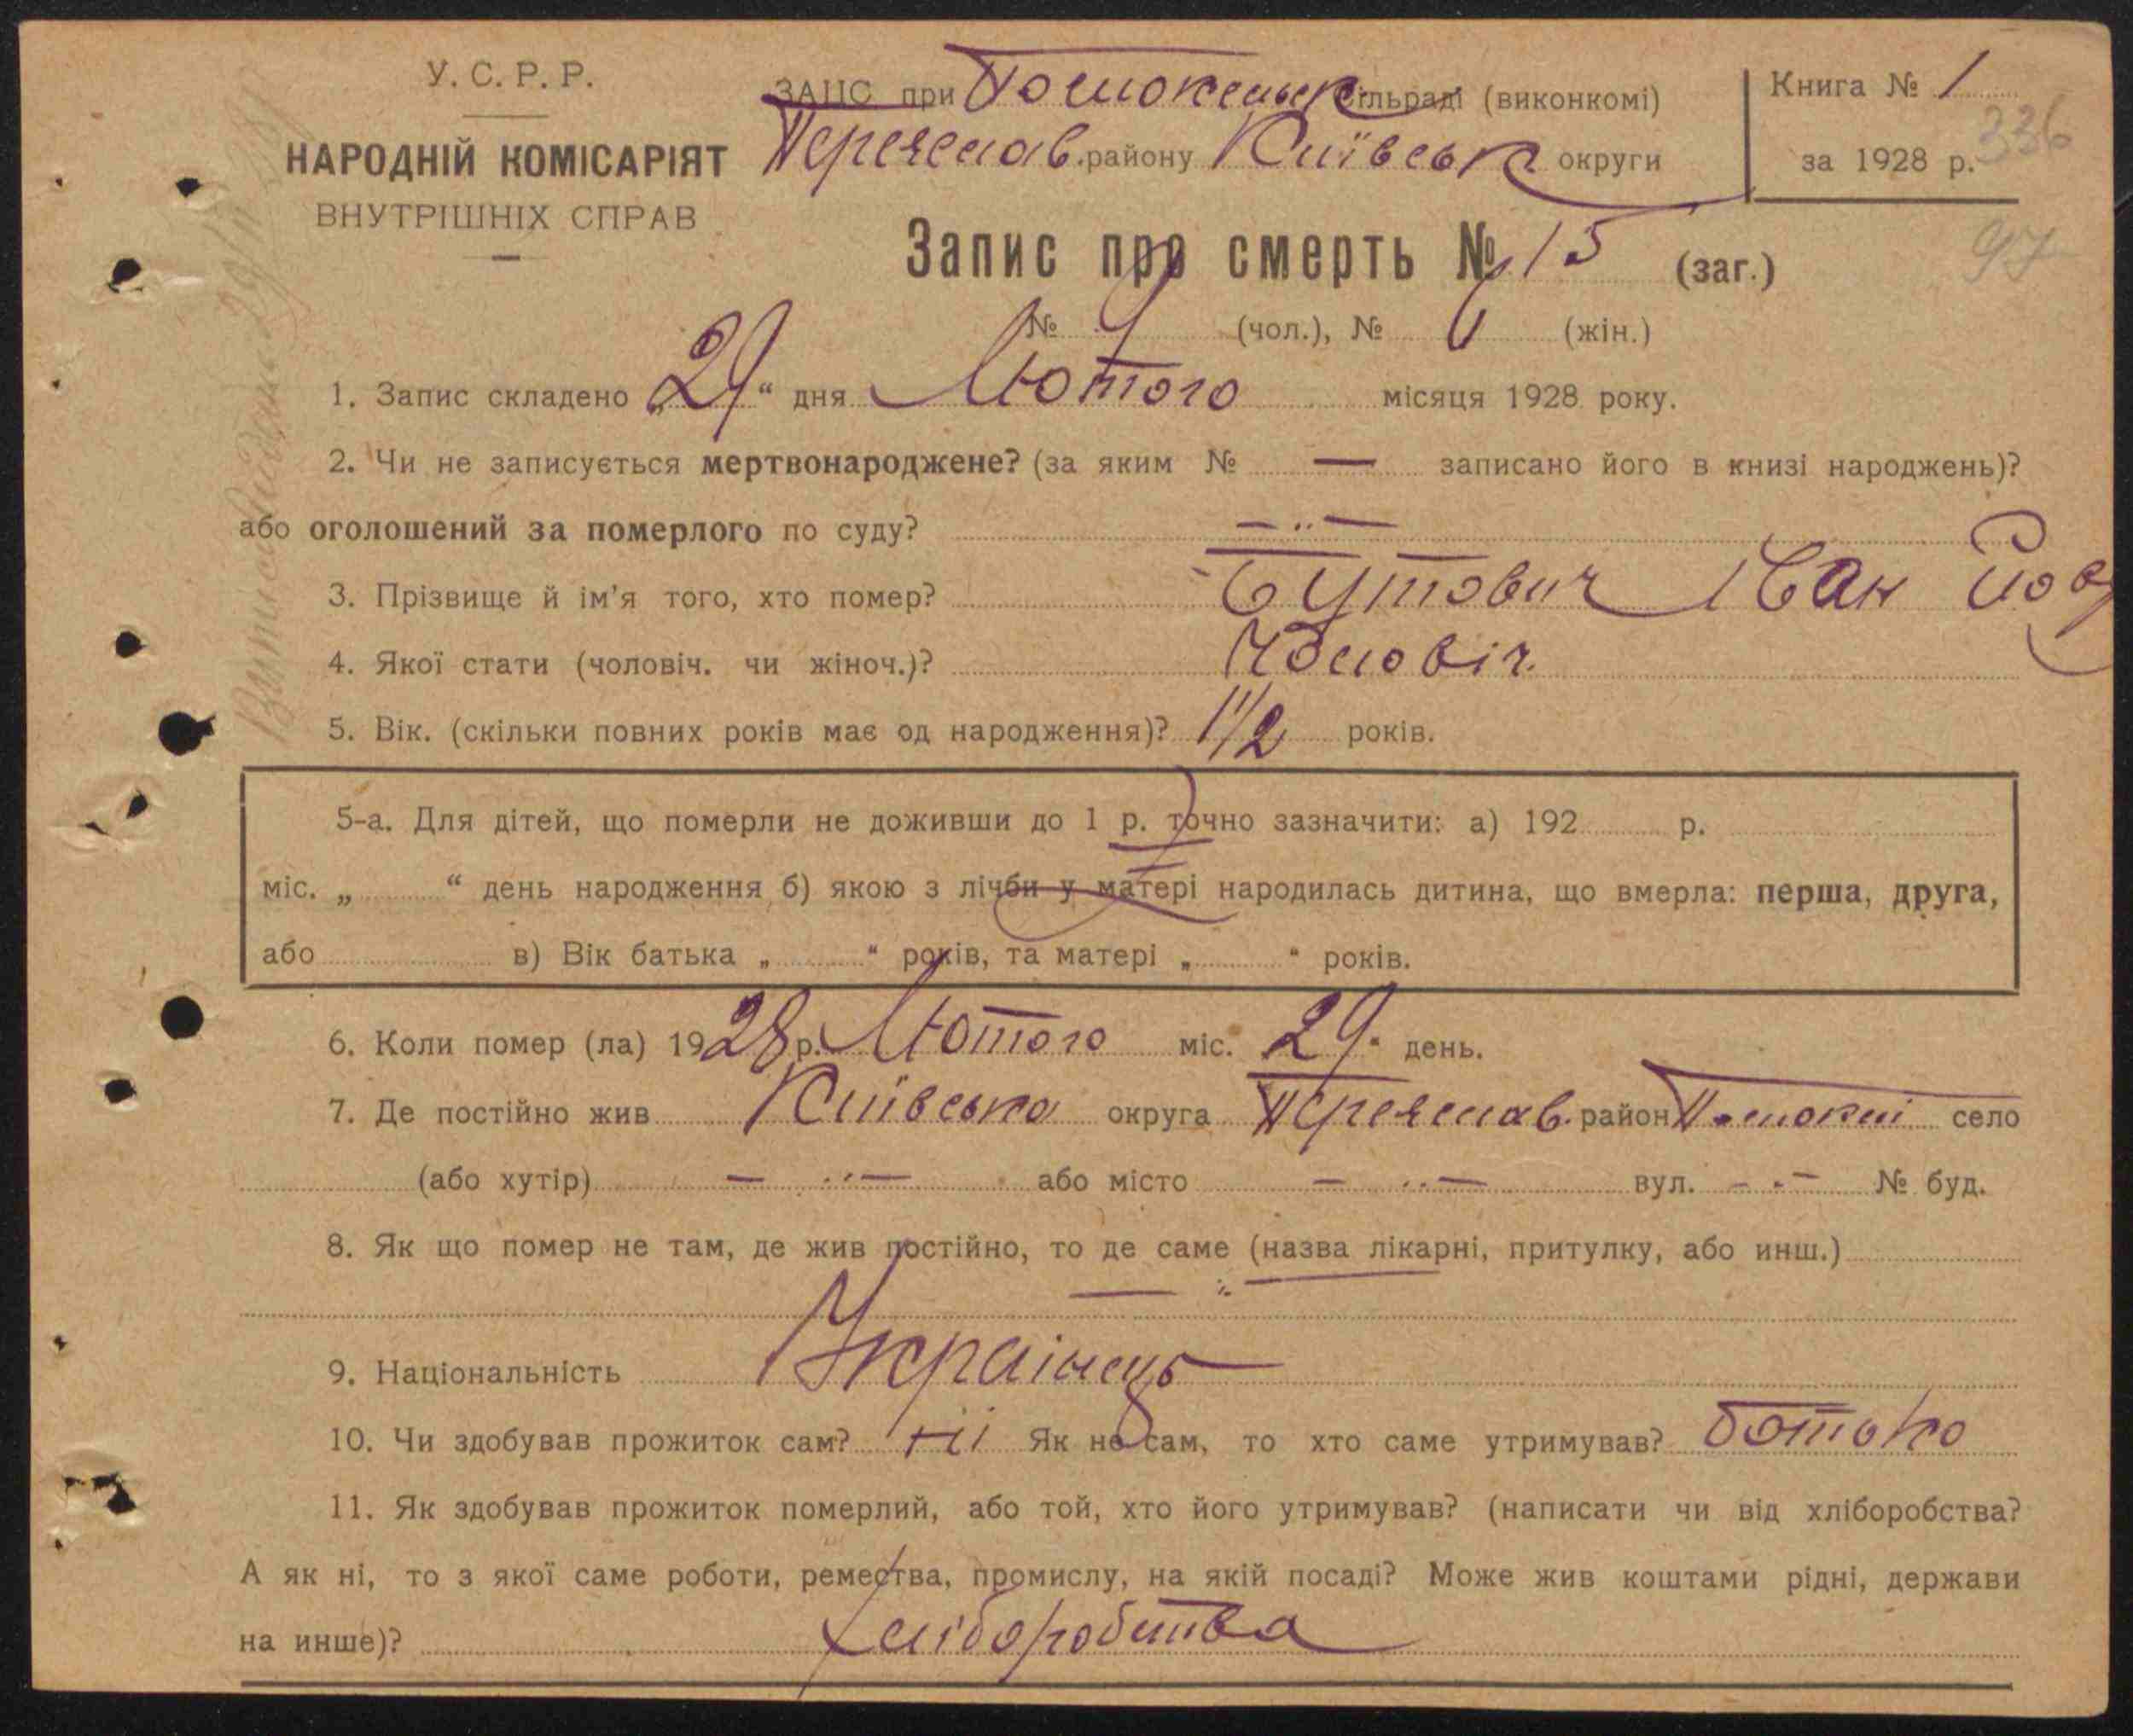 У. С. Р. Р.
НАРОДНІЙ КОМІСАРІЯТ
ВНУТРІШНІХ СПРАВ
ЗАПС при Потокськ сільраді (виконкомі)
Переяслав. району Київськ округи
Книга № 1
за 1928 р.
336
97
Запис про смерть № 15 (заг.)
№ 9 (чол.), № 6 (жін.)
1. Запис складено „29“ дня Лютого місяця 1928 року.
2. Чи не записується мертвонароджене? (за яким № — записано його в книзі народжень)?
або оголошений за померлого по суду? — „ —
3. Прізвище й ім'я того, хто помер? Бутович Іван
4. Якої стати (чоловіч. чи жіноч.)? Чоловіч.
5. Вік. (скільки повних років має од народження)? 1 1/2 років.
5-а. Для дітей, що померли не доживши до 1 р. точно зазначити: а) 192 р.
міс. „ “ день народження б) якою з лічби у матері народилась дитина, що вмерла: перша, друга,
або в) Вік батька „ “ років, та матері „ “ років.
6. Коли помер (ла) 1928 р. Лютого міс. 29 " день.
7. Де постійно жив Київська округа Переяслав. район Потокі село
(або хутір) — „ — або місто — „ — вул. — „ — № буд.
8. Як що помер не там, де жив постійно, то де саме (назва лікарні, притулку, або инш.)
— „ —
9. Національність Українець
10. Чи здобував прожиток сам? ні Як не сам, то хто саме утримував? батько
11. Як здобував прожиток померлий, або той, хто його утримував? (написати чи від хліборобства?
А як ні, то з якої саме роботи, ремества, промислу, на якій посаді? Може жив коштами рідні, держави
на инше)? Хліборобства